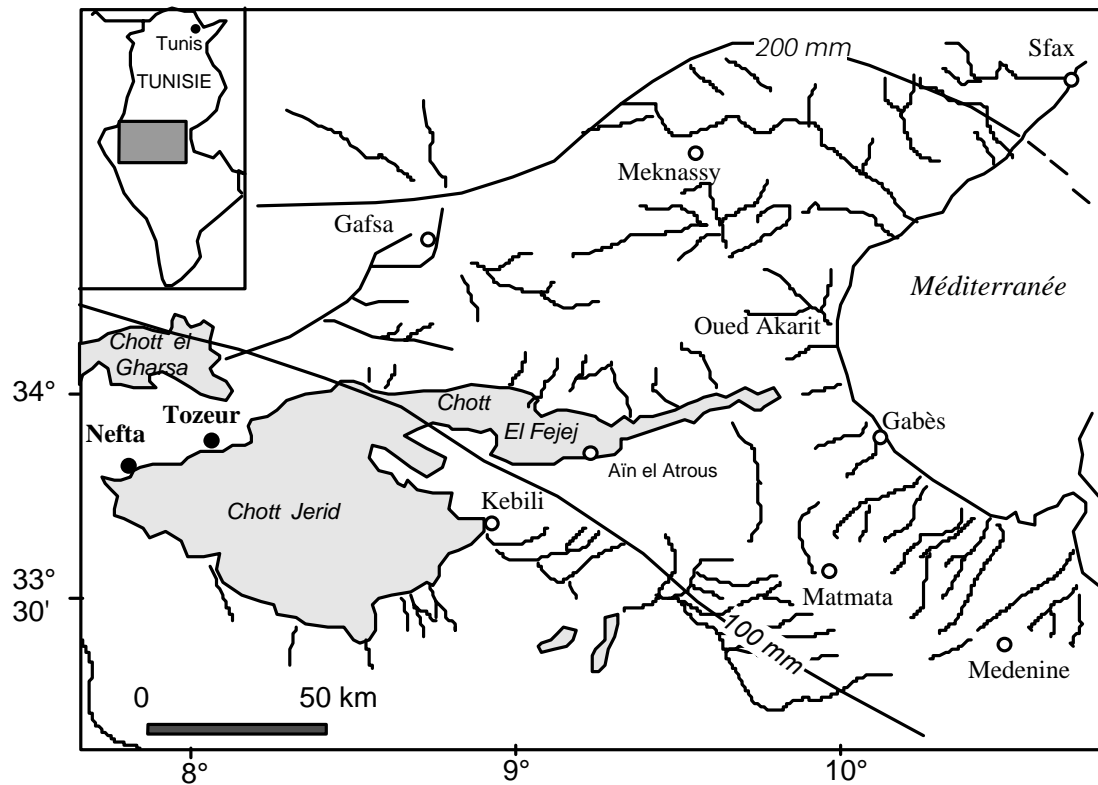 Tunis
TUNISIE
200 mm
Sfax
Meknassy
Gafsa
Méditerranée
Oued Akarit
Chott el
Gharsa
34°
Chott
Tozeur
El Fejej
Gabès
Nefta
Aïn el Atrous
Chott Jerid
Kebili
33°
30'
Matmata
100 mm
Medenine
0
50 km
8°
9°
10°